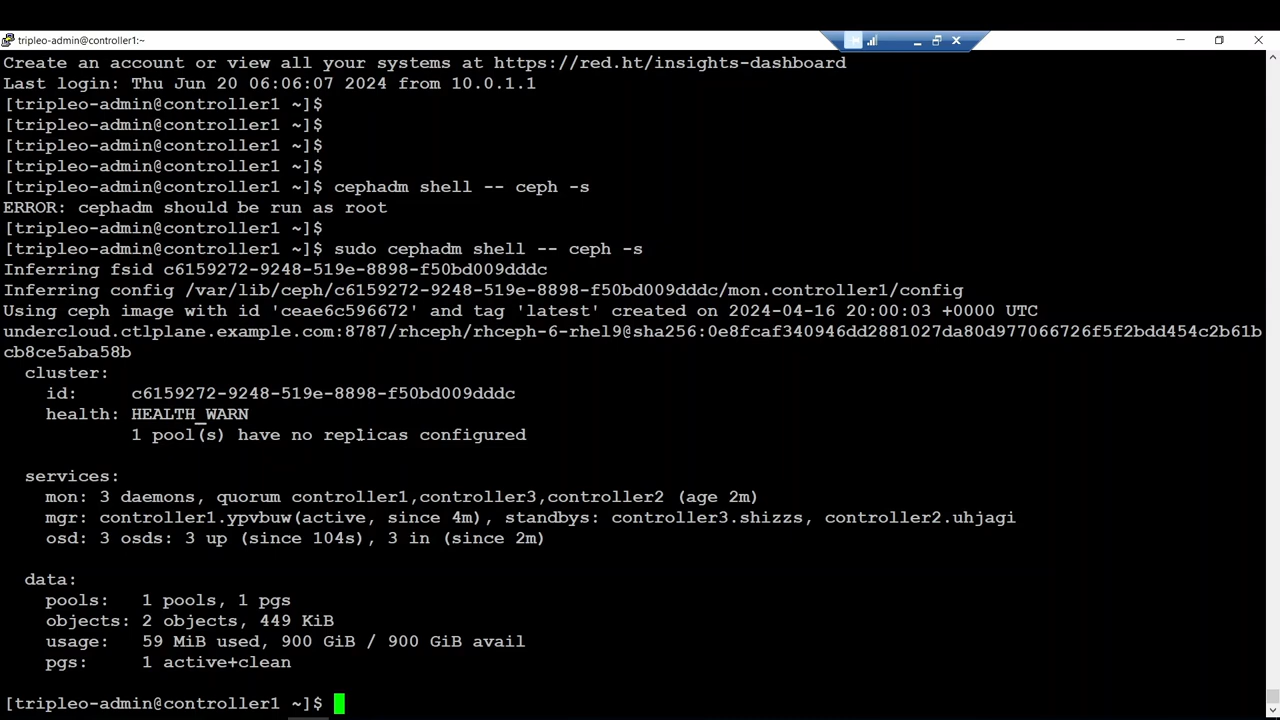 tripleo-admin@controller1:~
Create an account or view all your systems at https://red.ht/insights-dashboard
Last login: Thu Jun 20 06:06:07 2024 from 10.0.1.1
[tripleo-admin@controller1 ~]$
[tripleo-admin@controller1 ~]$
[tripleo-admin@controller1 ~]$
[tripleo-admin@controller1 ~]$
[tripleo-admin@controller1 ~]$ cephadm shell -- ceph -s
ERROR: cephadm should be run as root
[tripleo-admin@controller1 ~]$
[tripleo-admin@controller1 ~]$ sudo cephadm shell -- ceph -s
Inferring fsid c6159272-9248-519e-8898-f50bd009dddc
Inferring config /var/lib/ceph/c6159272-9248-519e-8898-f50bd009dddc/mon.controller1/config
Using ceph image with id 'ceae6c596672' and tag 'latest' created on 2024-04-16 20:00:03 +0000 UTC
undercloud.ctlplane.example.com:8787/rhceph/rhceph-6-rhel9@sha256:0e8fcaf340946dd2881027da80d977066726f5f2bdd454c2b61b
cb8ce5aba58b
  cluster:
    id:     c6159272-9248-519e-8898-f50bd009dddc
    health: HEALTH_WARN
            1 pool(s) have no replicas configured
  services:
    mon: 3 daemons, quorum controller1,controller3,controller2 (age 2m)
    mgr: controller1.ypvbuw(active, since 4m), standbys: controller3.shizzs, controller2.uhjagi
    osd: 3 osds: 3 up (since 104s), 3 in (since 2m)
  data:
    pools:   1 pools, 1 pgs
    objects: 2 objects, 449 KiB
    usage:   59 MiB used, 900 GiB / 900 GiB avail
    pgs:     1 active+clean
[tripleo-admin@controller1 ~]$